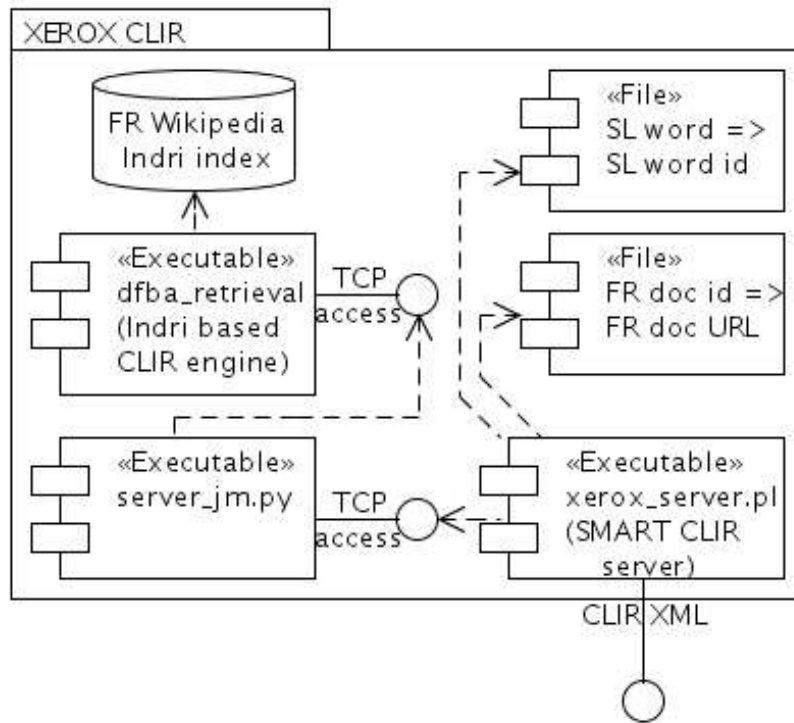 XEROX CLIR
FR Wikipedia
Indri index
«File»
SL word =>
SL word id
«Executable»
dfba_retrieval
(Indri based
CLIR engine)
TCP
access
«File»
FR doc id =>
FR doc URL
«Executable»
server_jm.py
TCP
access
«Executable»
xerox_server.pl
(SMART CLIR
server)
CLIR XML